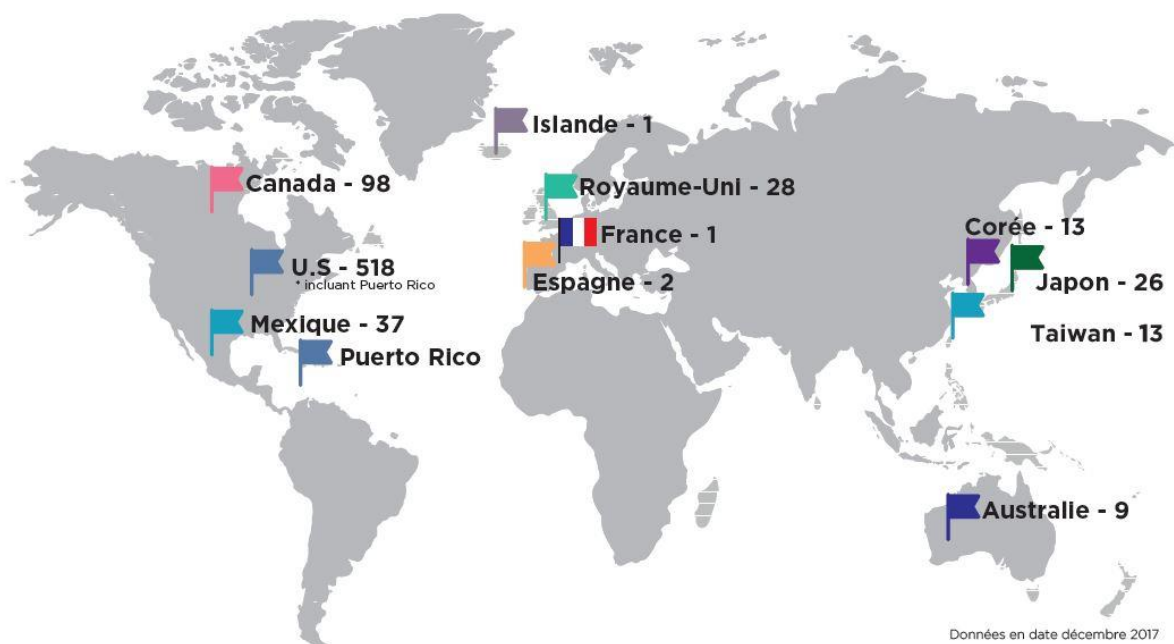 Islande - 1
Canada - 98
Royaume-Uni - 28
Corée - 13
France - 1
U.S - 518
* incluant Puerto Rico
Espagne - 2
Japon - 26
Mexique - 37
Taiwan - 13
Puerto Rico
Australie - 9
Données en date décembre 2017